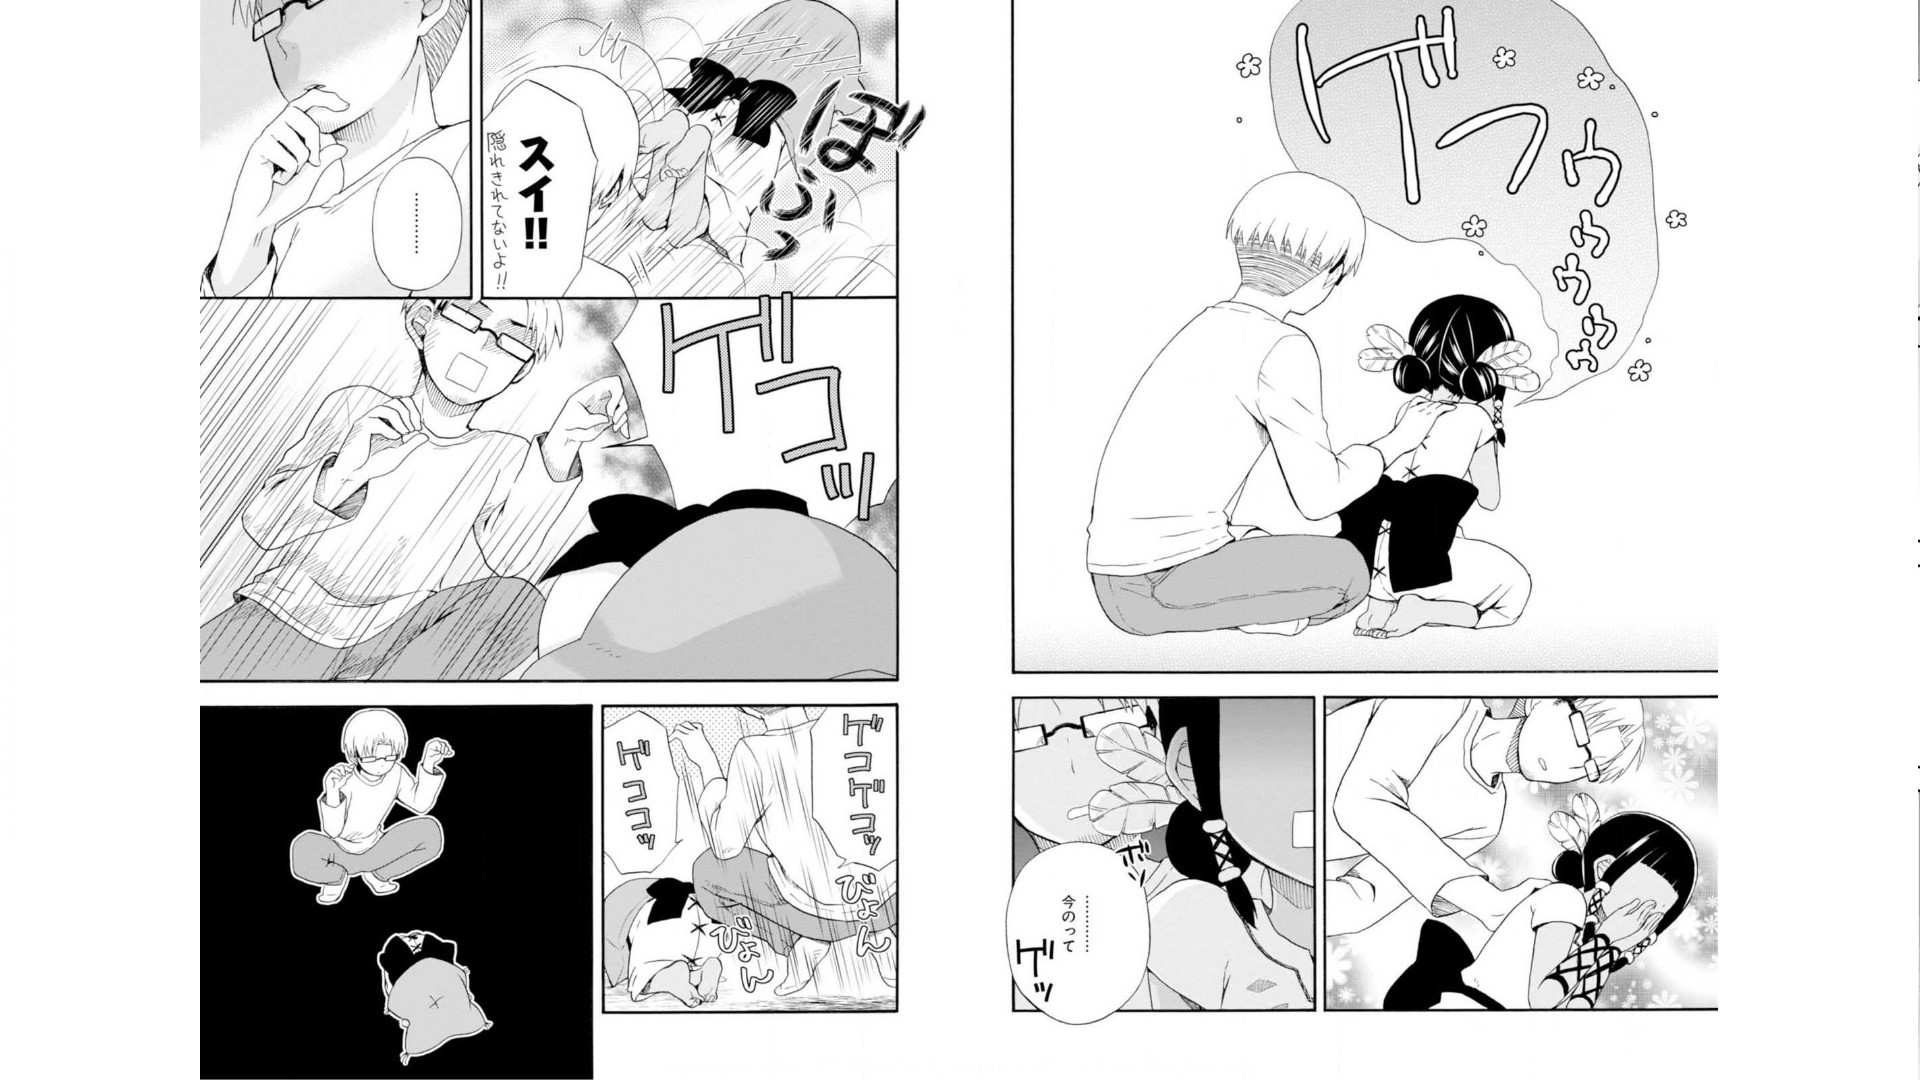 ゲフゥゥゥゥゥ
…………
今のって
ゲッ
ボッ
ぼふっ
スイ!!
隠れきれてないよ!!
………
ゲコッ
ゲコゲコッ
ゲココッ
びょん
びょん